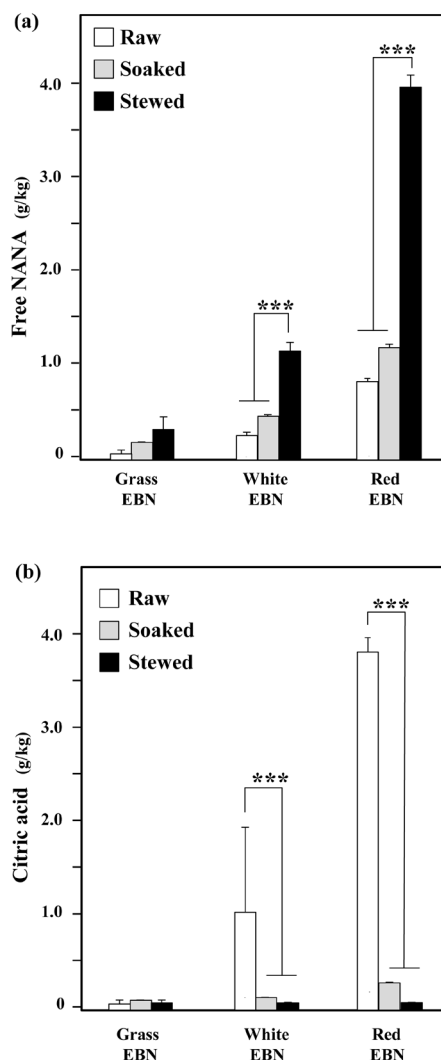 (a)
Raw
Soaked
Stewed
***
***
4.0
3.0
2.0
1.0
0
Free NANA (g/kg)
Grass EBN
White EBN
Red EBN
(b)
Raw
Soaked
Stewed
***
***
4.0
3.0
2.0
1.0
0
Citric acid (g/kg)
Grass EBN
White EBN
Red EBN